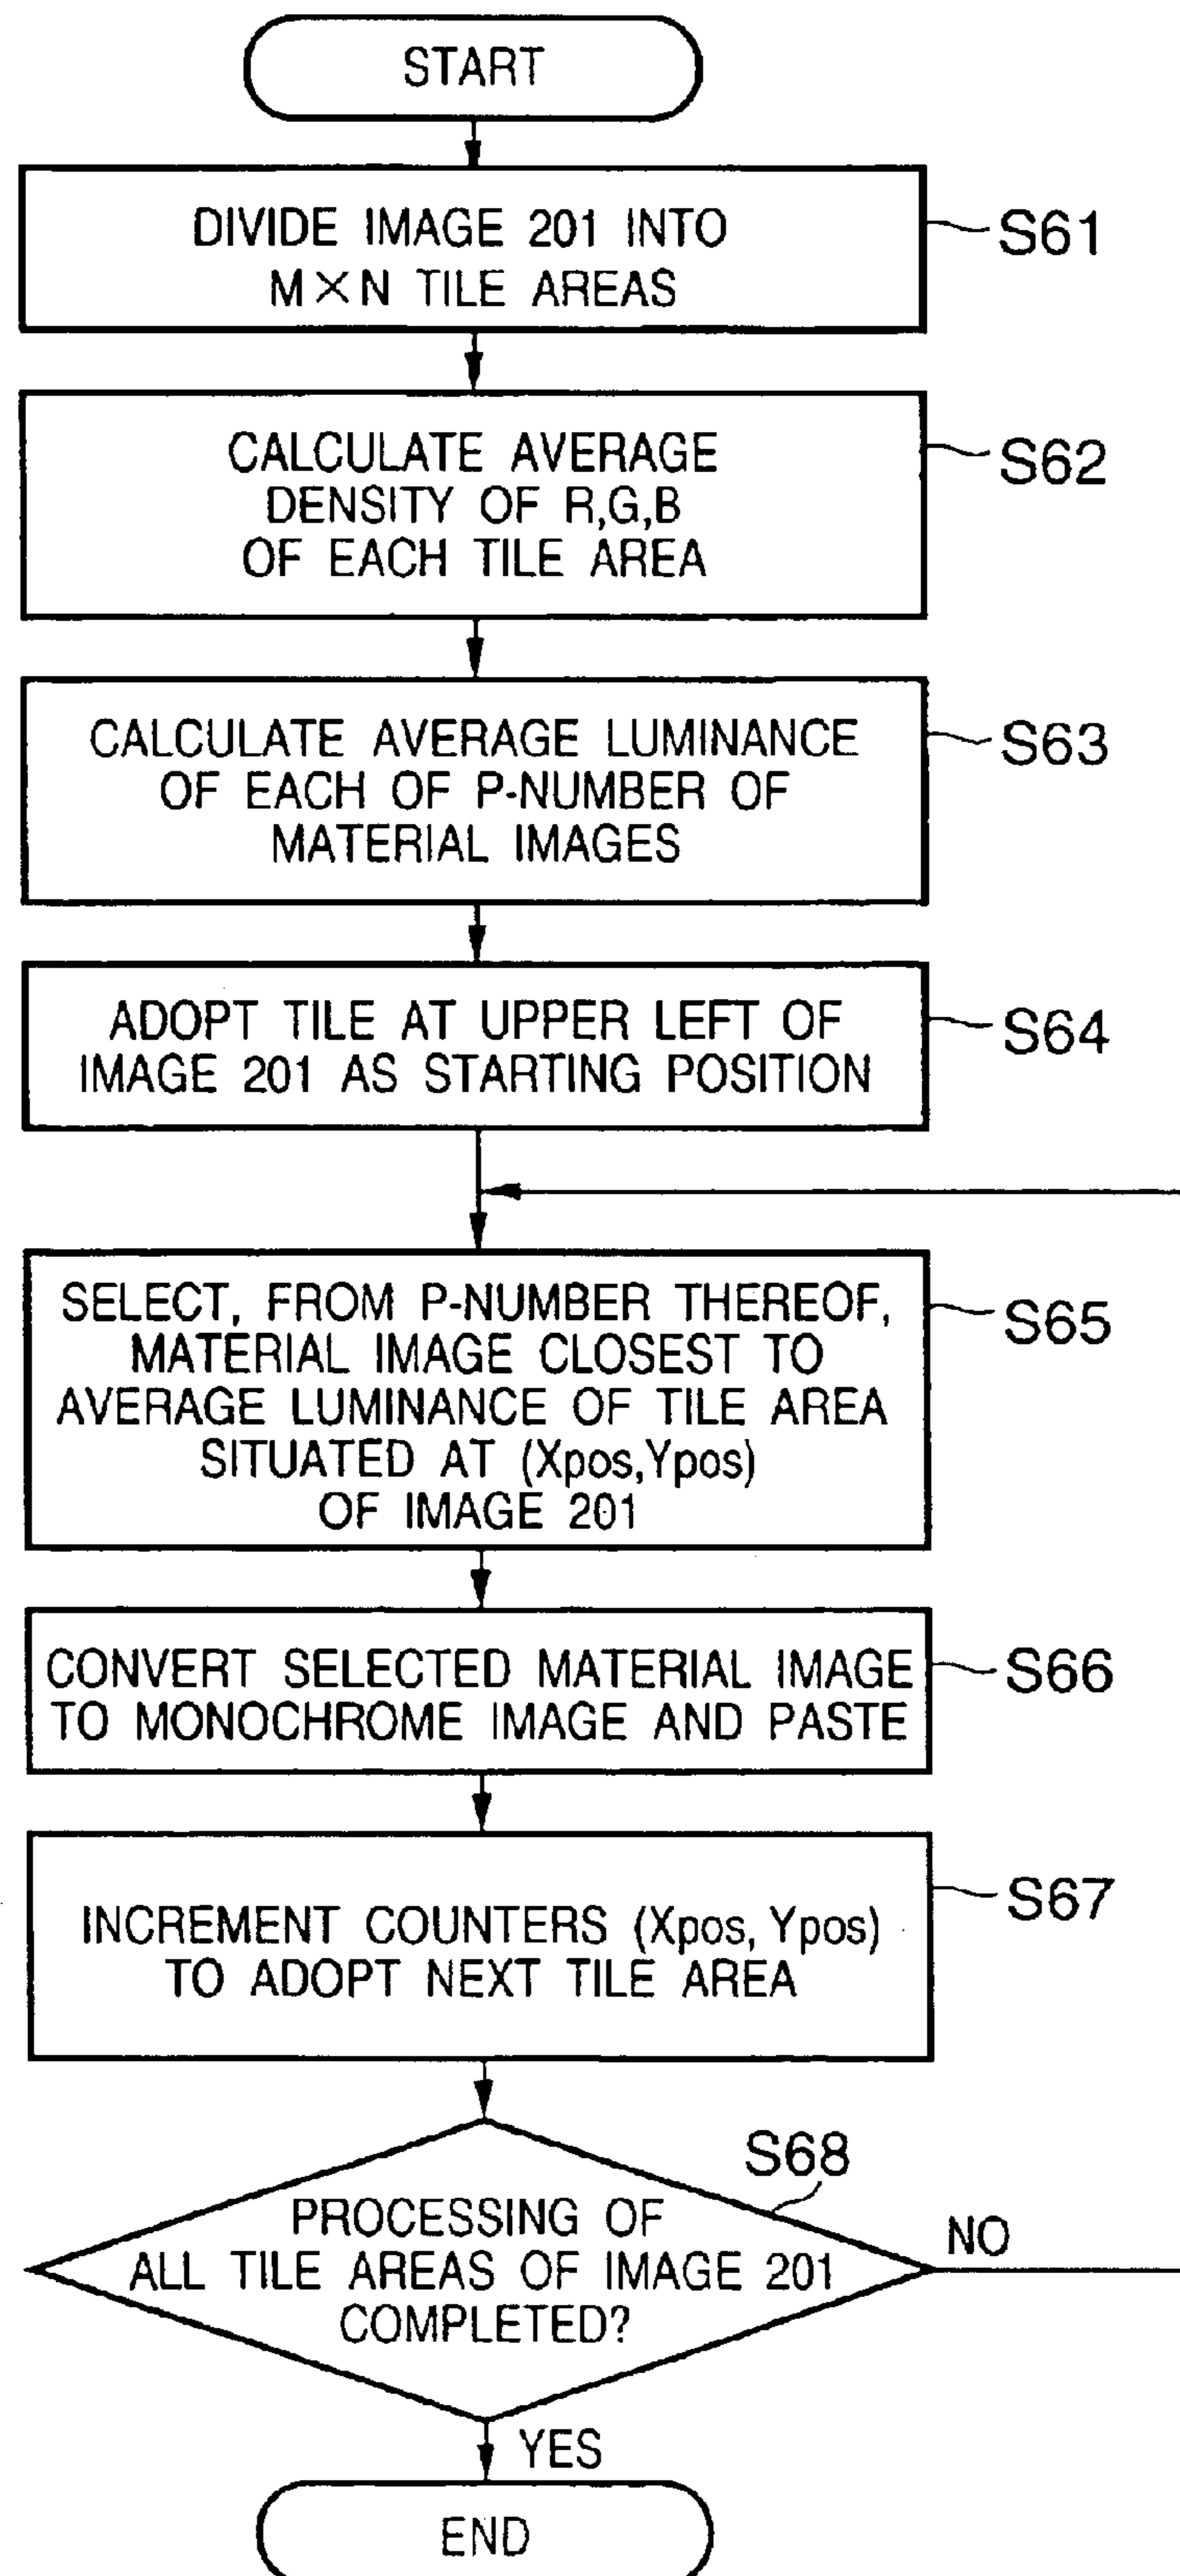 START
DIVIDE IMAGE 201 INTO
M×N TILE AREAS
S61
CALCULATE AVERAGE
DENSITY OF R,G,B
OF EACH TILE AREA
S62
CALCULATE AVERAGE LUMINANCE
OF EACH OF P-NUMBER OF
MATERIAL IMAGES
S63
ADOPT TILE AT UPPER LEFT OF
IMAGE 201 AS STARTING POSITION
S64
SELECT, FROM P-NUMBER THEREOF,
MATERIAL IMAGE CLOSEST TO
AVERAGE LUMINANCE OF TILE AREA
SITUATED AT (Xpos,Ypos)
OF IMAGE 201
S65
CONVERT SELECTED MATERIAL IMAGE
TO MONOCHROME IMAGE AND PASTE
S66
INCREMENT COUNTERS (Xpos, Ypos)
TO ADOPT NEXT TILE AREA
S67
S68
PROCESSING OF
ALL TILE AREAS OF IMAGE 201
COMPLETED?
NO
YES
END